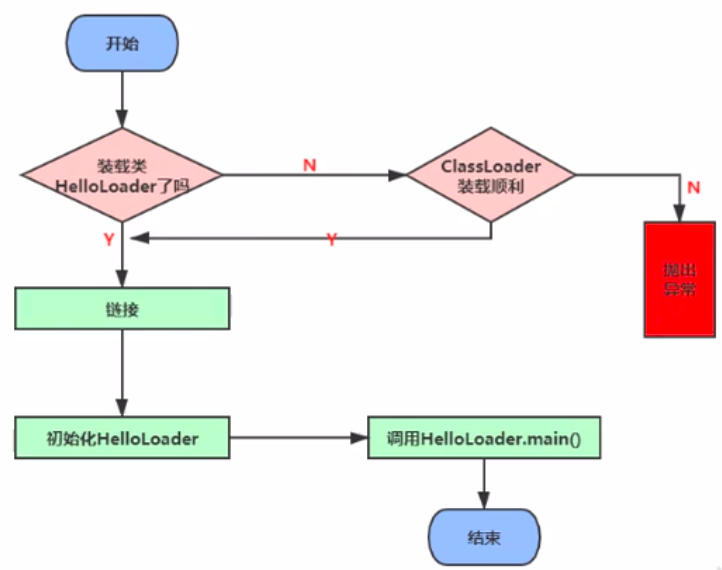 开始
装载类
HelloLoader了吗
N
ClassLoader
装载顺利
N
Y
Y
抛出
异常
链接
初始化HelloLoader
调用HelloLoader.main()
结束